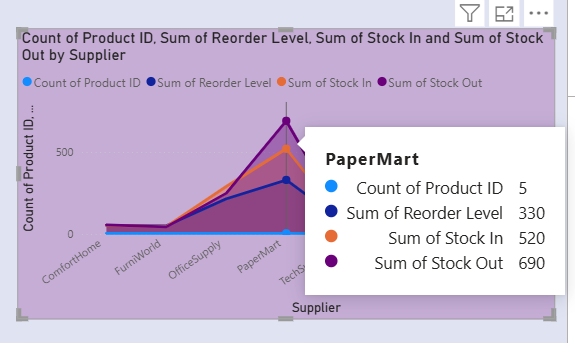 Count of Product ID, Sum of Reorder Level, Sum of Stock In and Sum of Stock
Out by Supplier
Count of Product ID Sum of Reorder Level Sum of Stock In Sum of Stock Out
Count of Product ID, ...
500
0
ComfortHome
FurniWorld
OfficeSupply
PaperMart
Supplier
PaperMart
Count of Product ID 5
Sum of Reorder Level 330
Sum of Stock In 520
Sum of Stock Out 690